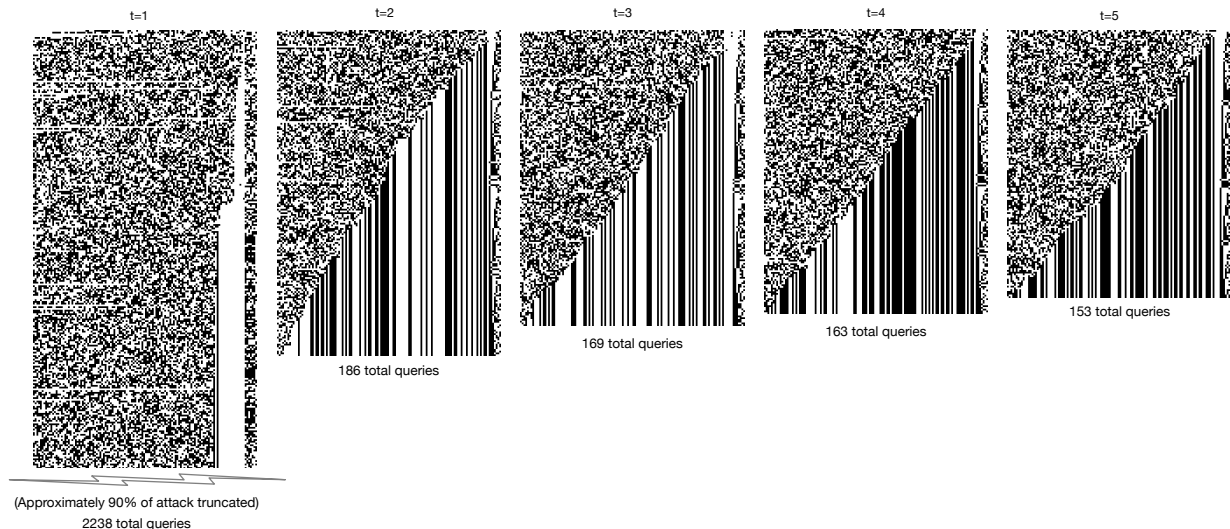 t=1
t=2
t=3
t=4
t=5
186 total queries
169 total queries
163 total queries
153 total queries
(Approximately 90% of attack truncated)
2238 total queries